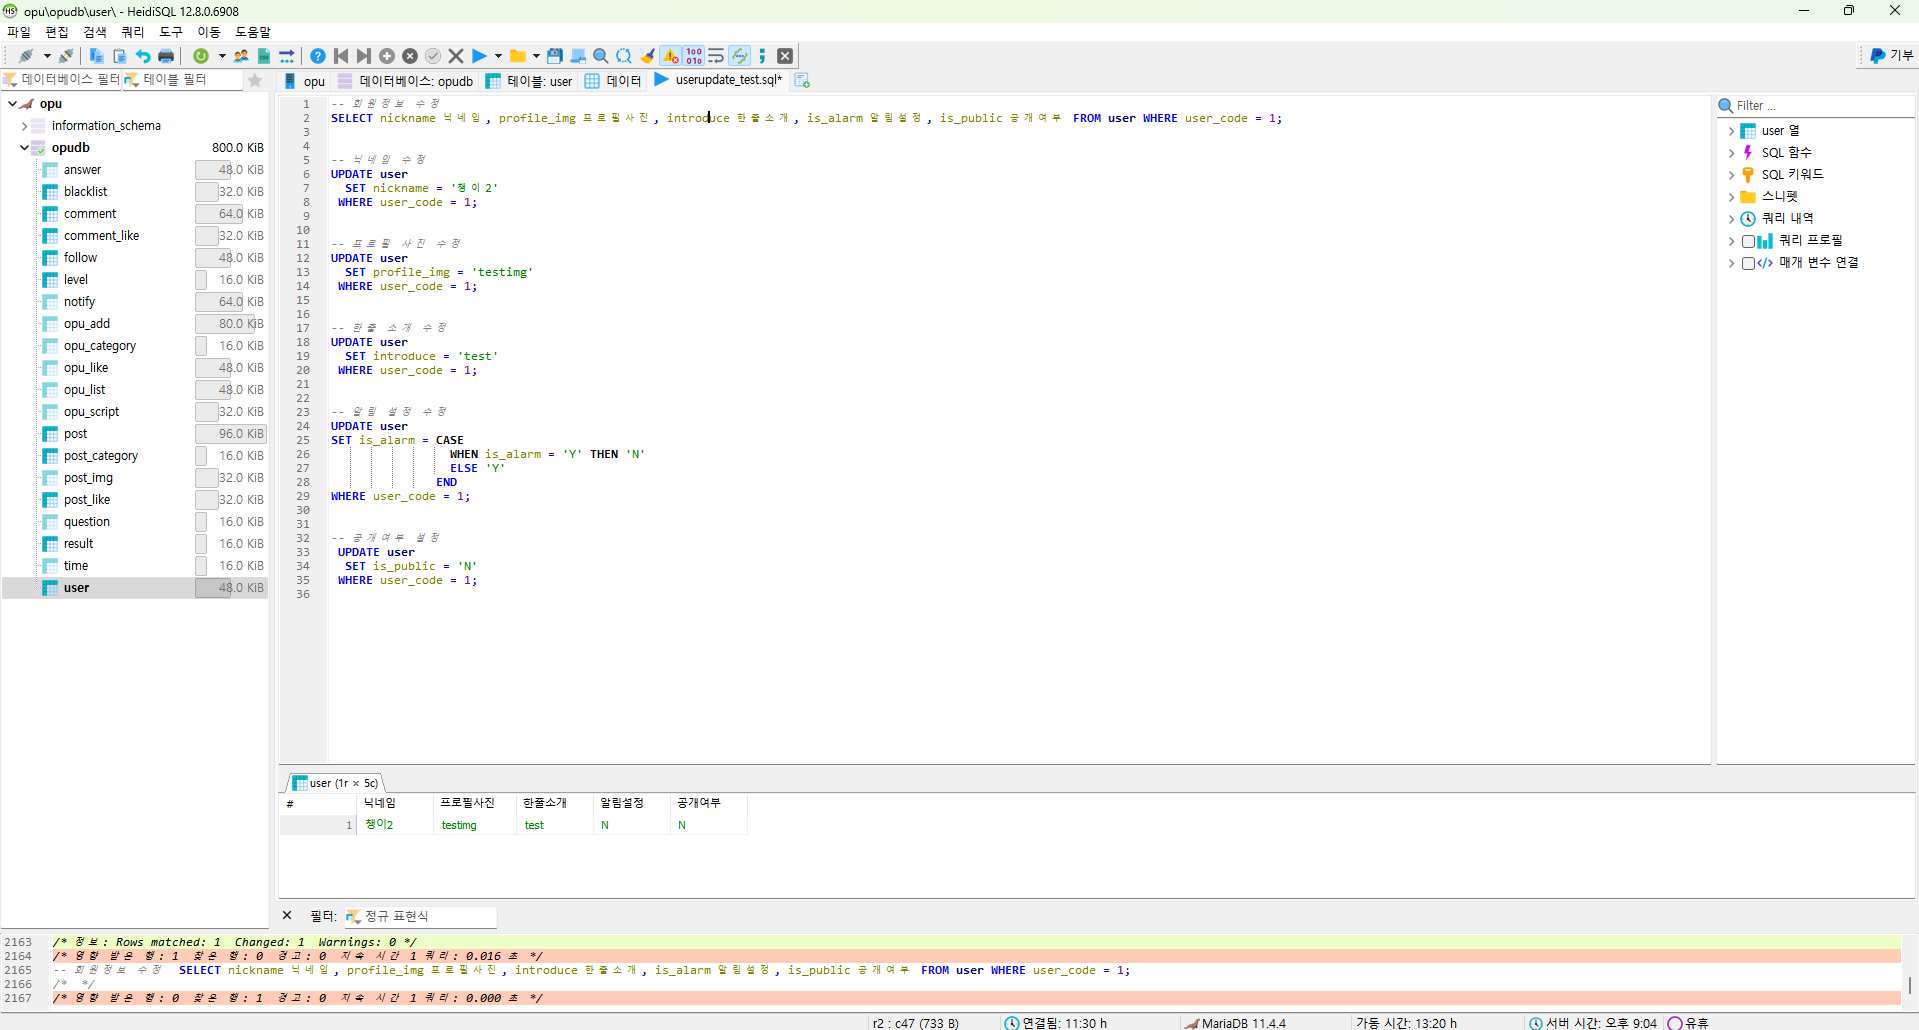 opu\opudb\user\ - HeidiSQL 12.8.0.6908
파일 편집 검색 쿼리 도구 이동 도움말
기부
데이터베이스 필터 테이블 필터
opu 데이터베이스: opudb 테이블: user 데이터 userupdate_test.sql*
opu
information_schema
opudb 800.0 KiB
answer 48.0 KiB
blacklist 32.0 KiB
comment 64.0 KiB
comment_like 32.0 KiB
follow 48.0 KiB
level 16.0 KiB
notify 64.0 KiB
opu_add 80.0 KiB
opu_category 16.0 KiB
opu_like 48.0 KiB
opu_list 48.0 KiB
opu_script 32.0 KiB
post 96.0 KiB
post_category 16.0 KiB
post_img 32.0 KiB
post_like 32.0 KiB
question 16.0 KiB
result 16.0 KiB
time 16.0 KiB
user 48.0 KiB
1 -- 회원정보 수정
2 SELECT nickname 닉네임, profile_img 프로필사진, introduce 한줄소개, is_alarm 알림설정, is_public 공개여부 FROM user WHERE user_code = 1;
3
4
5 -- 닉네임 수정
6 UPDATE user
7 SET nickname = '챙이2'
8 WHERE user_code = 1;
9
10
11 -- 프로필 사진 수정
12 UPDATE user
13 SET profile_img = 'testimg'
14 WHERE user_code = 1;
15
16
17 -- 한줄 소개 수정
18 UPDATE user
19 SET introduce = 'test'
20 WHERE user_code = 1;
21
22
23 -- 알림 설정 수정
24 UPDATE user
25 SET is_alarm = CASE
26 WHEN is_alarm = 'Y' THEN 'N'
27 ELSE 'Y'
28 END
29 WHERE user_code = 1;
30
31
32 -- 공개여부 설정
33 UPDATE user
34 SET is_public = 'N'
35 WHERE user_code = 1;
36
Filter ...
user 열
SQL 함수
SQL 키워드
스니펫
쿼리 내역
쿼리 프로필
매개 변수 연결
user (1r × 5c)
# 닉네임 프로필사진 한줄소개 알림설정 공개여부
1 챙이2 testimg test N N
필터: 정규 표현식
2163 /* 정보: Rows matched: 1 Changed: 1 Warnings: 0 */
2164 /* 영향 받은 행: 1 찾은 행: 0 경고: 0 지속 시간 1 쿼리: 0.016 초 */
2165 -- 회원정보 수정 SELECT nickname 닉네임, profile_img 프로필사진, introduce 한줄소개, is_alarm 알림설정, is_public 공개여부 FROM user WHERE user_code = 1;
2166 /* */
2167 /* 영향 받은 행: 0 찾은 행: 1 경고: 0 지속 시간 1 쿼리: 0.000 초 */
r2 : c47 (733 B) 연결됨: 11:30 h MariaDB 11.4.4 가동 시간: 13:20 h 서버 시간: 오후 9:04 유휴